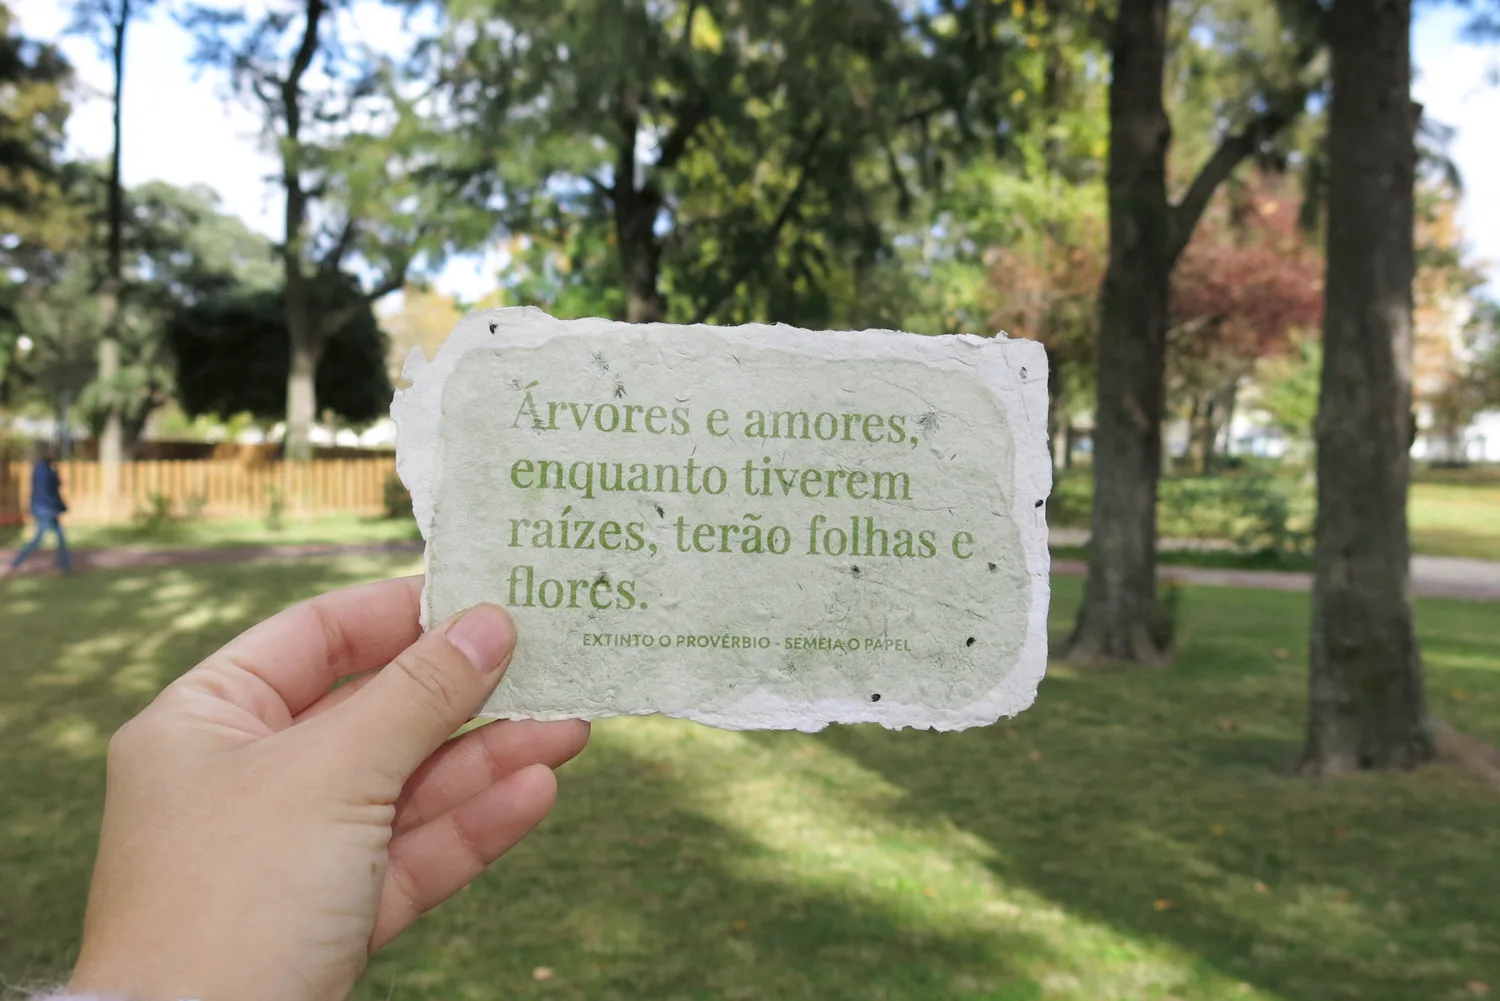 Árvores e amores,
enquanto tiverem
raízes, terão folhas e
flores.
EXTINTO O PROVÉRBIO - SEMEIA O PAPEL